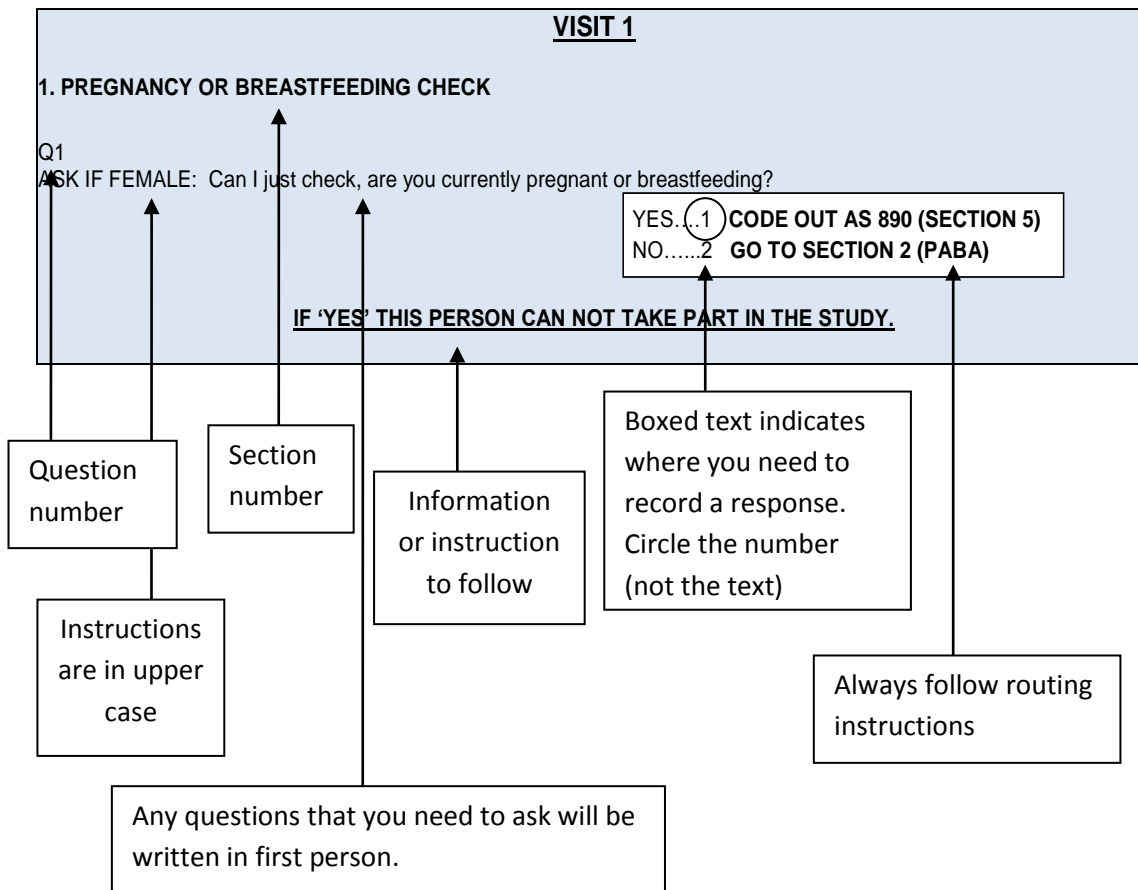 VISIT 1
1. PREGNANCY OR BREASTFEEDING CHECK
Q1
ASK IF FEMALE: Can I just check, are you currently pregnant or breastfeeding?
YES....1 CODE OUT AS 890 (SECTION 5)
NO…...2 GO TO SECTION 2 (PABA)
IF ‘YES’ THIS PERSON CAN NOT TAKE PART IN THE STUDY.
Question
number
Section
number
Information
or instruction
to follow
Boxed text indicates
where you need to
record a response.
Circle the number
(not the text)
Instructions
are in upper
case
Always follow routing
instructions
Any questions that you need to ask will be
written in first person.